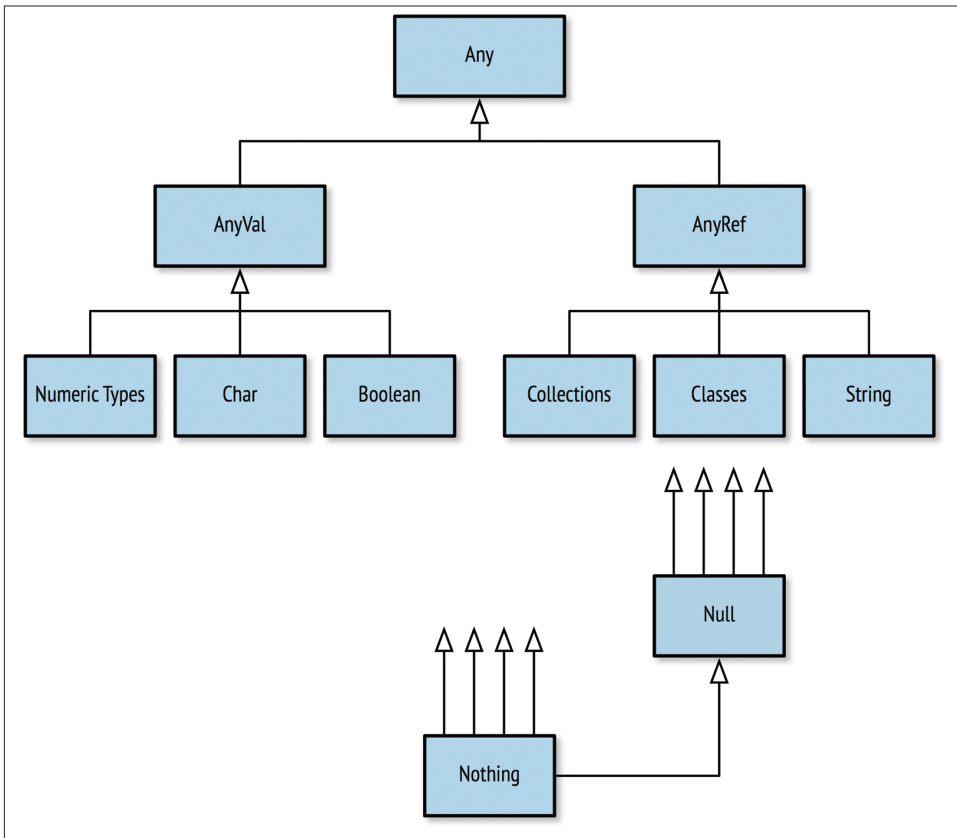 Any
AnyVal
AnyRef
Numeric Types
Char
Boolean
Collections
Classes
String
Null
Nothing